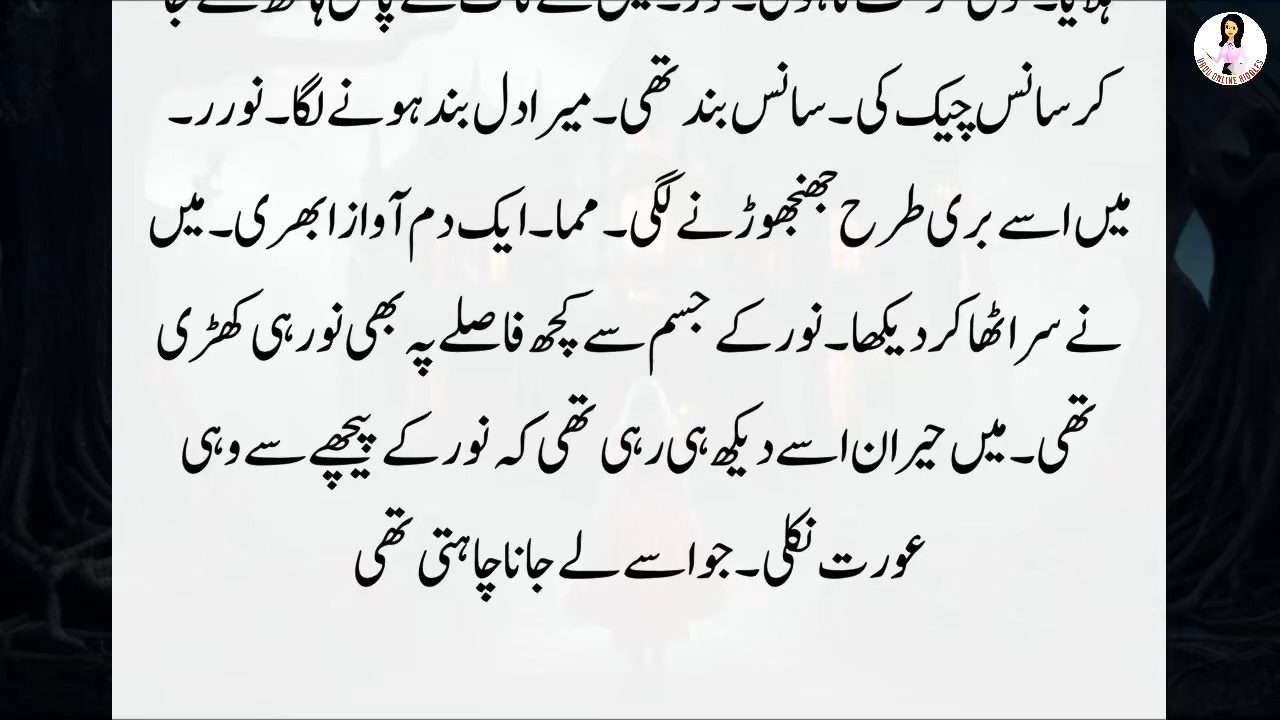 کر سانس چیک کی۔ سانس بند تھی۔ میرا دل بند ہونے لگا۔ نورر۔
میں اسے بری طرح جھنجھوڑنے لگی۔ مما۔ ایک دم آواز ابھری۔ میں
نے سر اٹھا کر دیکھا۔ نور کے جسم سے کچھ فاصلے پہ بھی نور ہی کھڑی
تھی۔ میں حیران اسے دیکھ ہی رہی تھی کہ نور کے پیچھے سے وہی
عورت نکلی۔ جو اسے لے جانا چاہتی تھی
URDU ONLINE RIDDLES